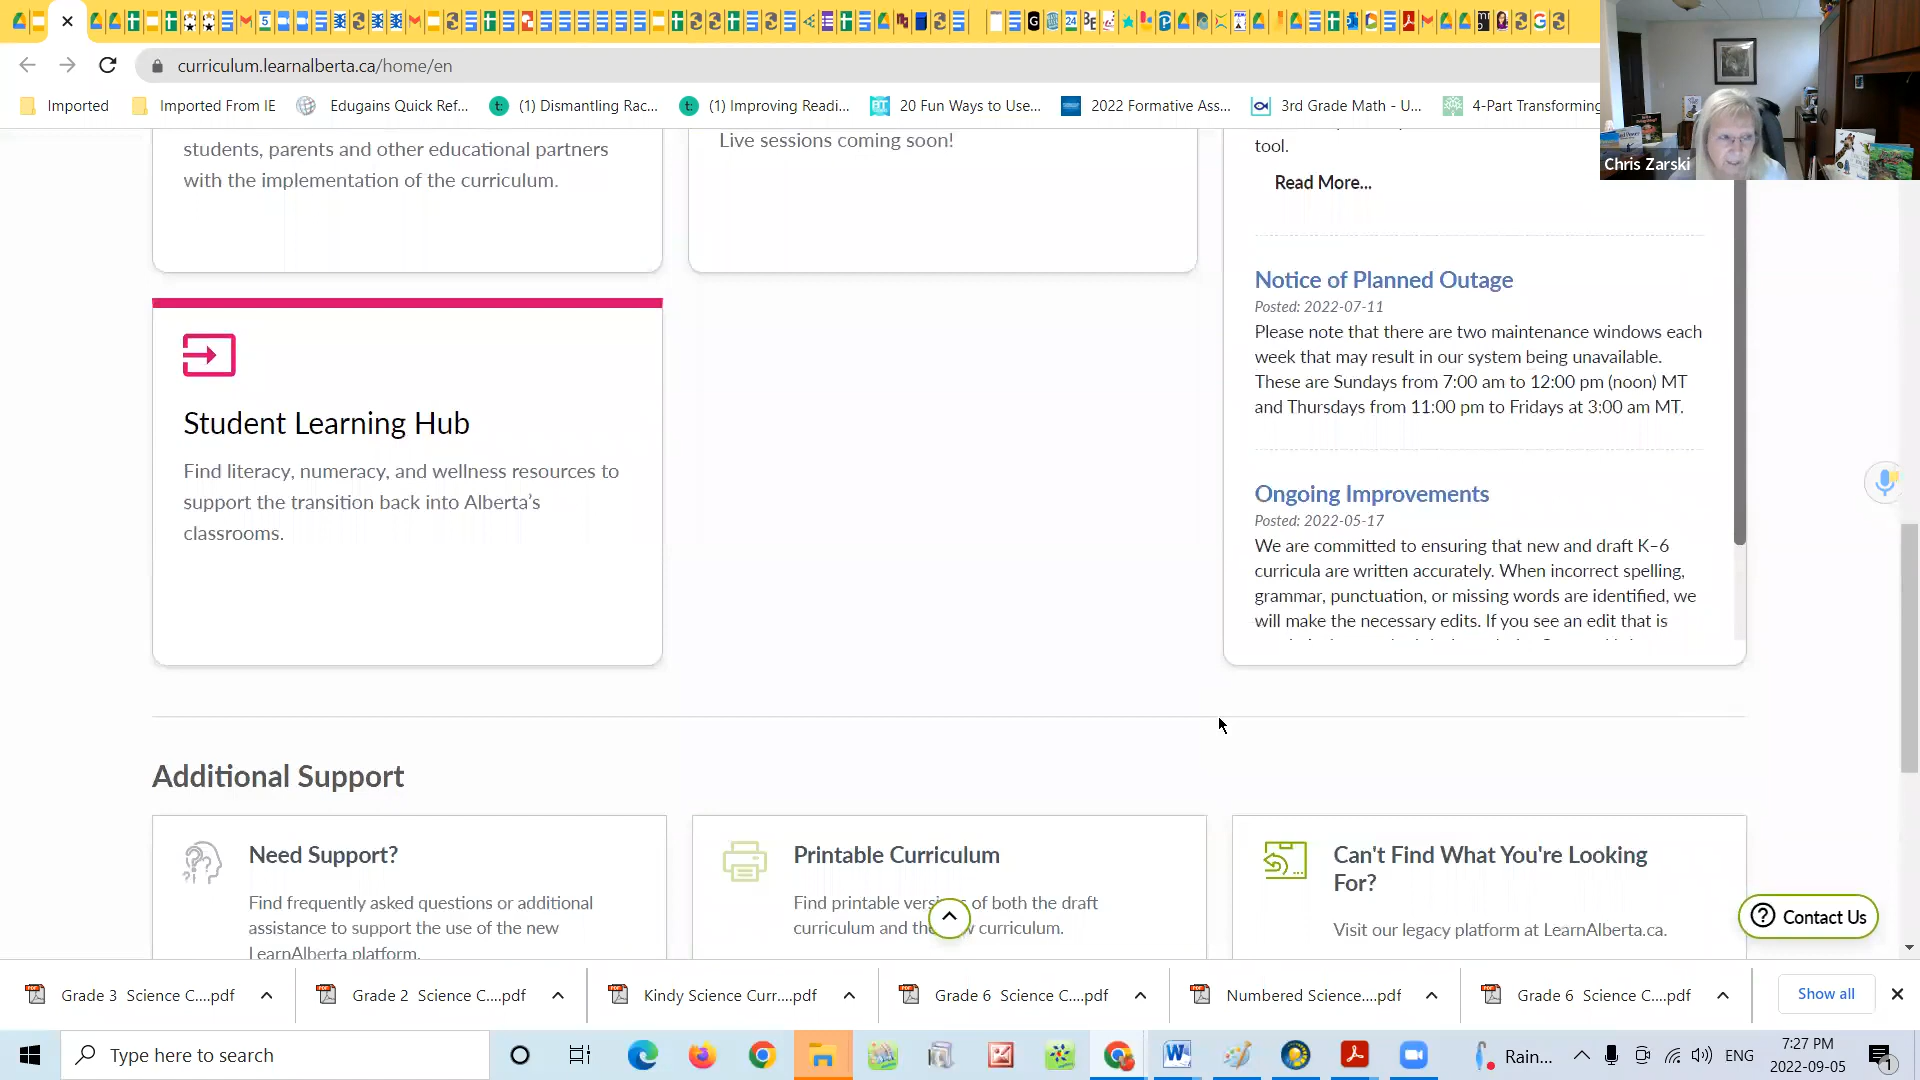 curriculum.learnalberta.ca/home/en
Imported
Imported From IE
Edugains Quick Ref...
(1) Dismantling Rac...
(1) Improving Readi...
20 Fun Ways to Use...
2022 Formative Ass...
3rd Grade Math - U...
4-Part Transforming
Chris Zarski
students, parents and other educational partners
with the implementation of the curriculum.
Live sessions coming soon!
tool.
Read More...
Notice of Planned Outage
Posted: 2022-07-11
Please note that there are two maintenance windows each
week that may result in our system being unavailable.
These are Sundays from 7:00 am to 12:00 pm (noon) MT
and Thursdays from 11:00 pm to Fridays at 3:00 am MT.
Student Learning Hub
Find literacy, numeracy, and wellness resources to
support the transition back into Alberta's
classrooms.
Ongoing Improvements
Posted: 2022-05-17
We are committed to ensuring that new and draft K–6
curricula are written accurately. When incorrect spelling,
grammar, punctuation, or missing words are identified, we
will make the necessary edits. If you see an edit that is
Additional Support
Need Support?
Find frequently asked questions or additional
assistance to support the use of the new
LearnAlberta platform.
Printable Curriculum
Find printable of both the draft
curriculum and curriculum.
Can't Find What You're Looking
For?
Visit our legacy platform at LearnAlberta.ca.
Contact Us
Grade 3 Science C....pdf
Grade 2 Science C....pdf
Kindy Science Curr....pdf
Grade 6 Science C....pdf
Numbered Science....pdf
Grade 6 Science C....pdf
Show all
Type here to search
Rain...
ENG
7:27 PM
2022-09-05
1